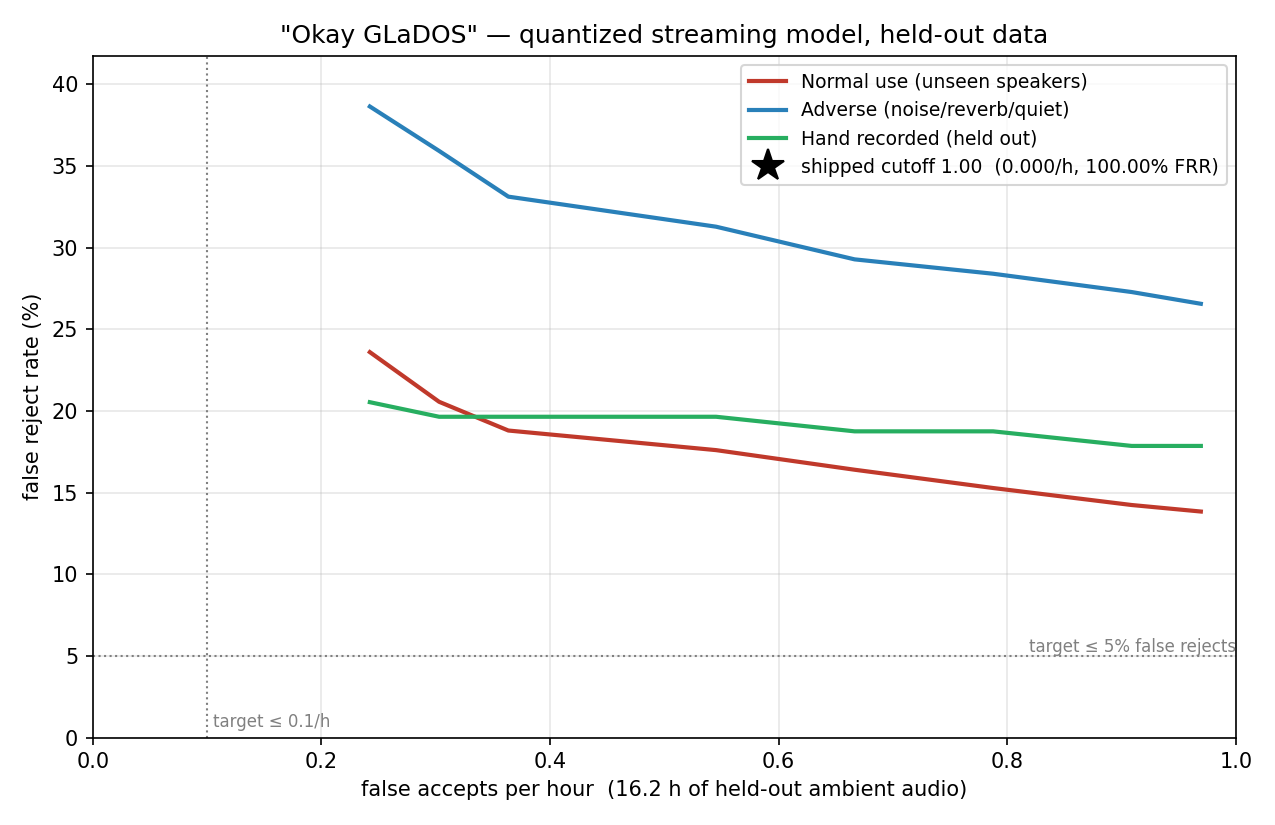 "Okay GLaDOS" — quantized streaming model, held-out data
Normal use (unseen speakers)
Adverse (noise/reverb/quiet)
Hand recorded (held out)
shipped cutoff 1.00  (0.000/h, 100.00% FRR)
40
35
30
25
20
15
10
5
0
false reject rate (%)
target ≤ 5% false rejects
target ≤ 0.1/h
0.0 0.2 0.4 0.6 0.8 1.0
false accepts per hour  (16.2 h of held-out ambient audio)